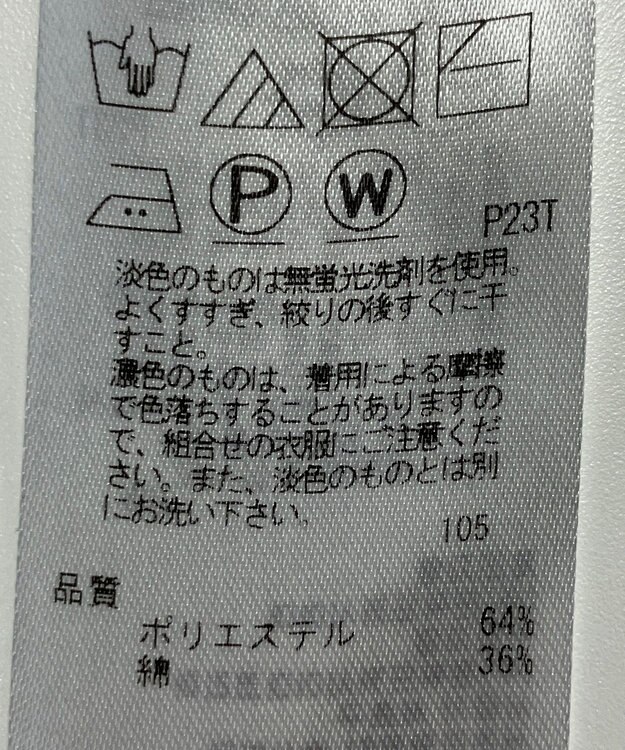 P W
P23T
淡色のものは無蛍光洗剤を使用。
よくすすぎ、絞りの後すぐに干
すこと。
濃色のものは、着用による摩擦
で色落ちすることがありますの
で、組合せの衣服にご注意くだ
さい。また、淡色のものとは別
にお洗い下さい。
105
品質
ポリエステル 64%
綿 36%